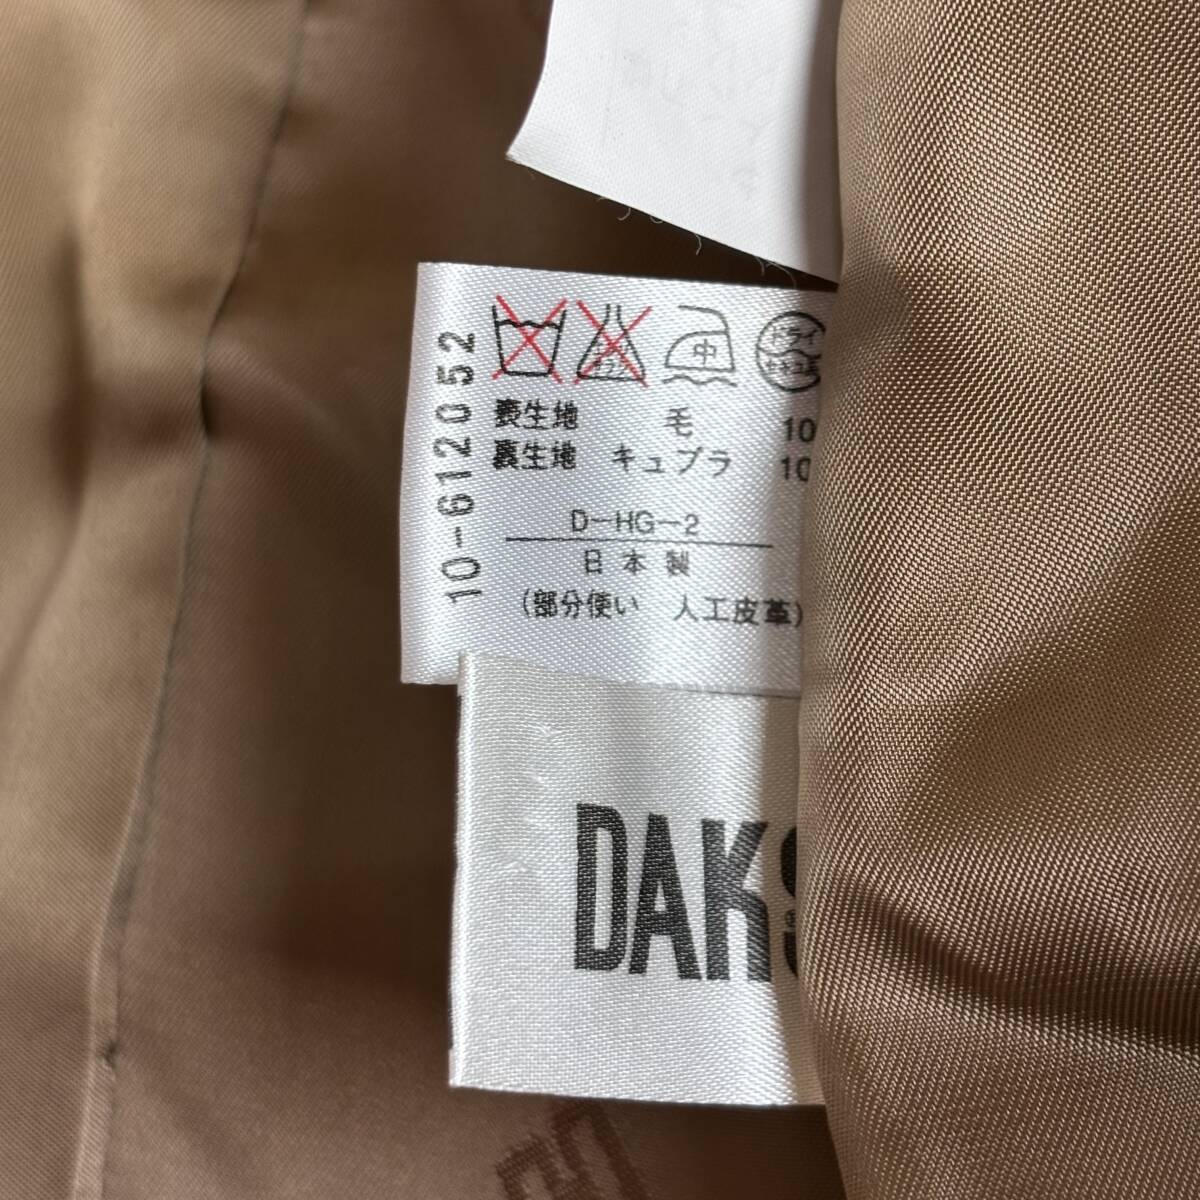 中 ドライ
表生地 毛 10
裏生地 キュプラ 10
D-HG-2
日本製
(部分使い 人工皮革)
10-612052
DAKS